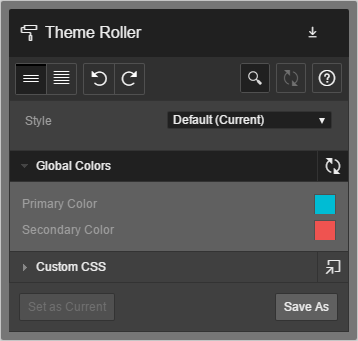 Theme Roller
Style
Default (Current)
Global Colors
Primary Color
Secondary Color
Custom CSS
Set as Current
Save As